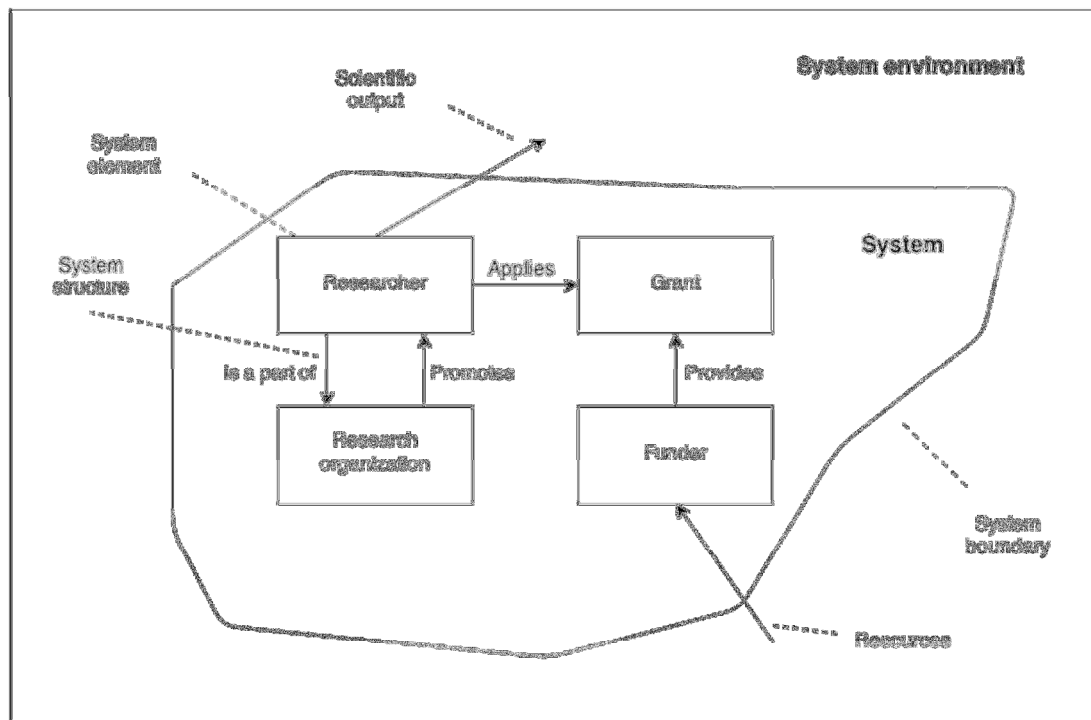 System environment
Scientific
output
System
element
System
Researcher
Applies
Grant
System
structure
is a part of
Promotes
Provides
Research
organization
Funder
System
boundary
Resources